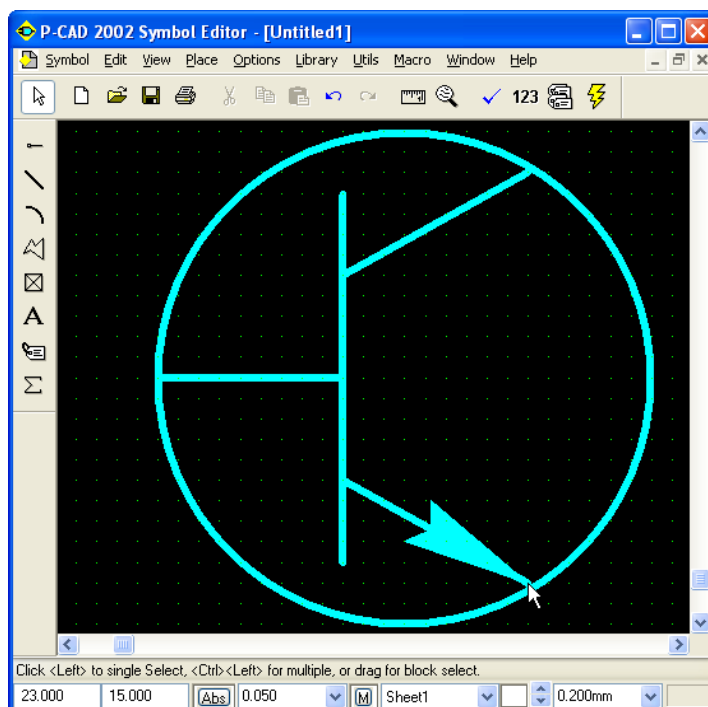 P-CAD 2002 Symbol Editor - [Untitled1]
Symbol Edit View Place Options Library Utils Macro Window Help
123
A
Click <Left> to single Select, <Ctrl><Left> for multiple, or drag for block select.
23.000 15.000 Abs 0.050 M Sheet1 0.200mm